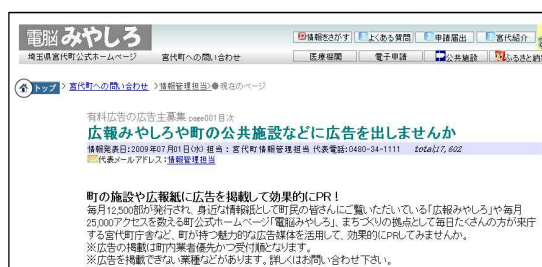 電脳みやしろ
情報をさがす よくある質問 申請届出 宮代紹介
埼玉県宮代町公式ホームページ 宮代町への問い合わせ 医療機関 電子申請 公共施設 ふるさと納
トップ > 宮代町への問い合わせ >情報管理担当>●現在のページ
有料広告の広告主募集 page001目次
広報みやしろや町の公共施設などに広告を出しませんか
情報発表日:2009年07月01日(水) 担当:宮代町情報管理担当 代表電話:0480-34-1111 total17,602
代表メールアドレス:情報管理担当
町の施設や広報紙に広告を掲載して効果的にPR!
毎月12,500部が発行され、身近な情報紙として町民の皆さんにご覧いただいている「広報みやしろ」や毎月
25,000アクセスを数える町公式ホームページ「電脳みやしろ」、まちづくりの拠点として毎日たくさんの方が来庁
する宮代町庁舎など、町が持つ魅力的な広告媒体を活用して、効果的にPRしてみませんか。
※広告の掲載は町内業者優先かつ受付順となります。
※広告を掲載できない業種などがあります。詳しくはお問い合わせ下さい。